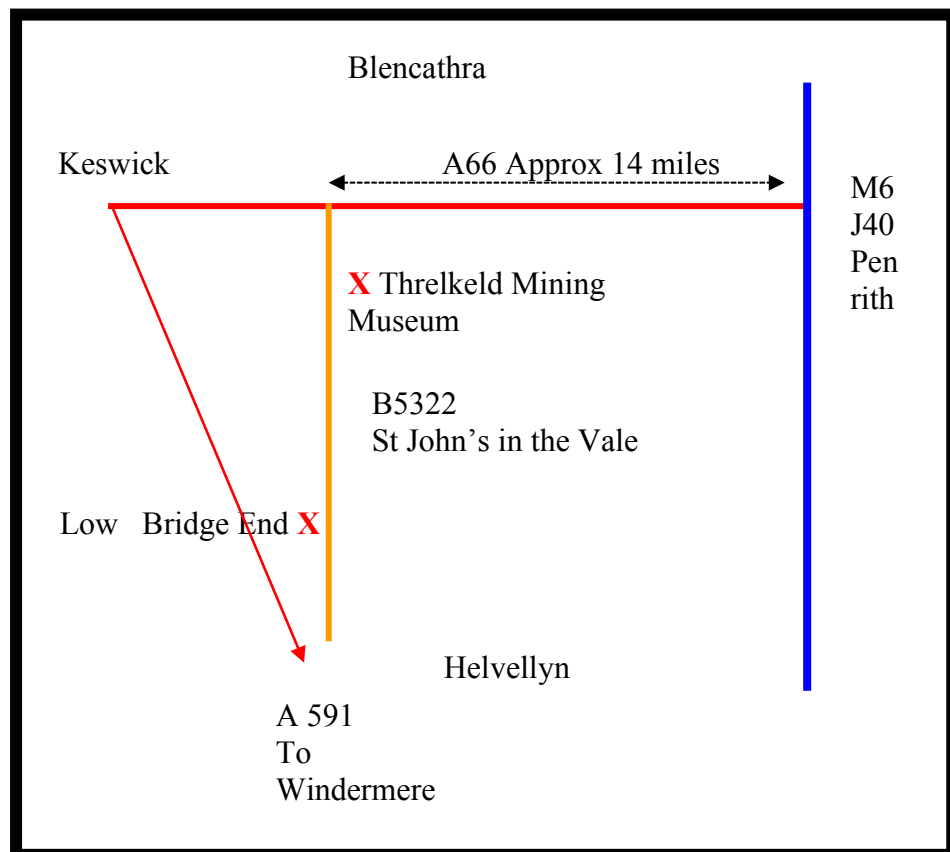 Blencathra
Keswick
A66 Approx 14 miles
M6
J40
Pen
rith
X Threlkeld Mining
Museum
B5322
St John’s in the Vale
Low Bridge End X
Helvellyn
A 591
To
Windermere